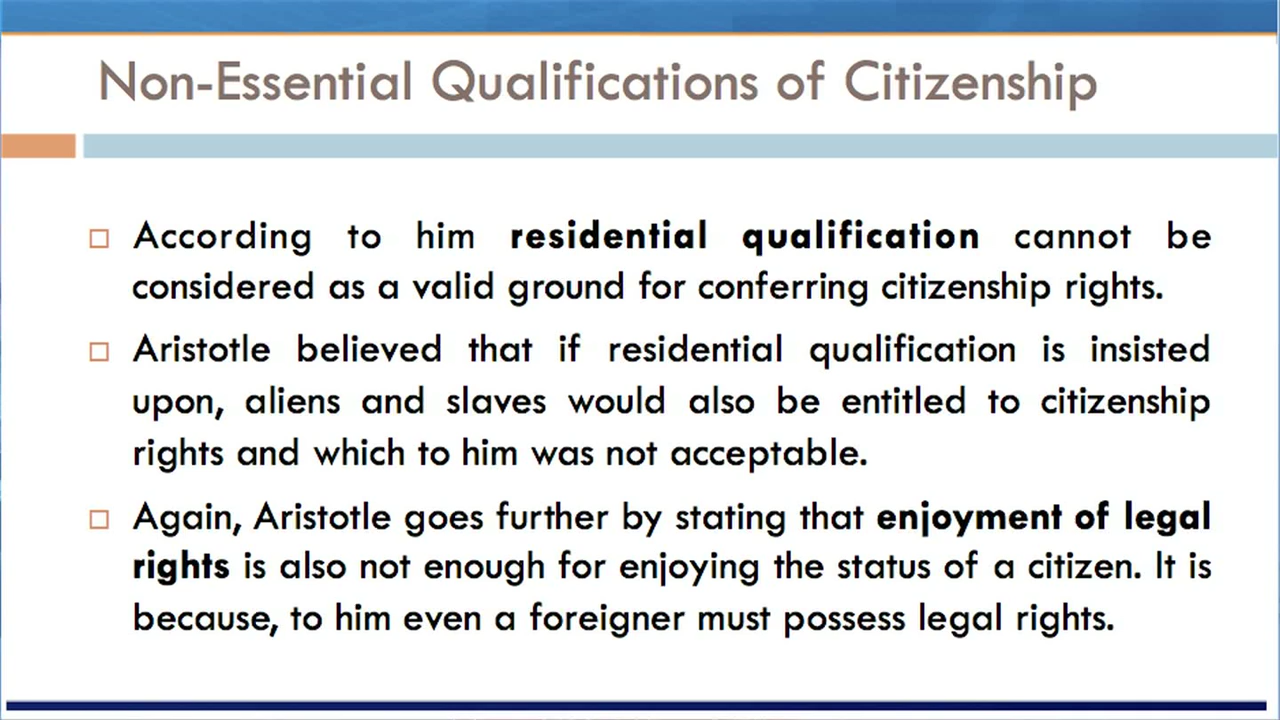 Non-Essential Qualifications of Citizenship
According to him residential qualification cannot be
considered as a valid ground for conferring citizenship rights.
Aristotle believed that if residential qualification is insisted
upon, aliens and slaves would also be entitled to citizenship
rights and which to him was not acceptable.
Again, Aristotle goes further by stating that enjoyment of legal
rights is also not enough for enjoying the status of a citizen. It is
because, to him even a foreigner must possess legal rights.